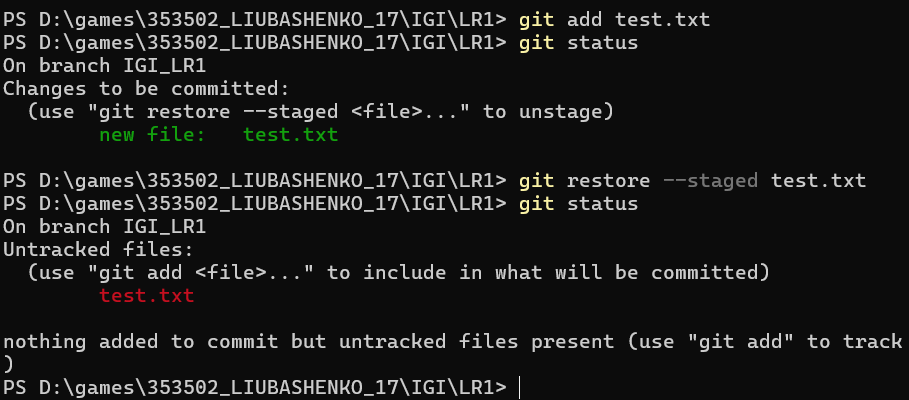 PS D:\games\353502_LIUBASHENKO_17\IGI\LR1> git add test.txt
PS D:\games\353502_LIUBASHENKO_17\IGI\LR1> git status
On branch IGI_LR1
Changes to be committed:
  (use "git restore --staged <file>..." to unstage)
        new file:   test.txt

PS D:\games\353502_LIUBASHENKO_17\IGI\LR1> git restore --staged test.txt
PS D:\games\353502_LIUBASHENKO_17\IGI\LR1> git status
On branch IGI_LR1
Untracked files:
  (use "git add <file>..." to include in what will be committed)
        test.txt

nothing added to commit but untracked files present (use "git add" to track
)
PS D:\games\353502_LIUBASHENKO_17\IGI\LR1>